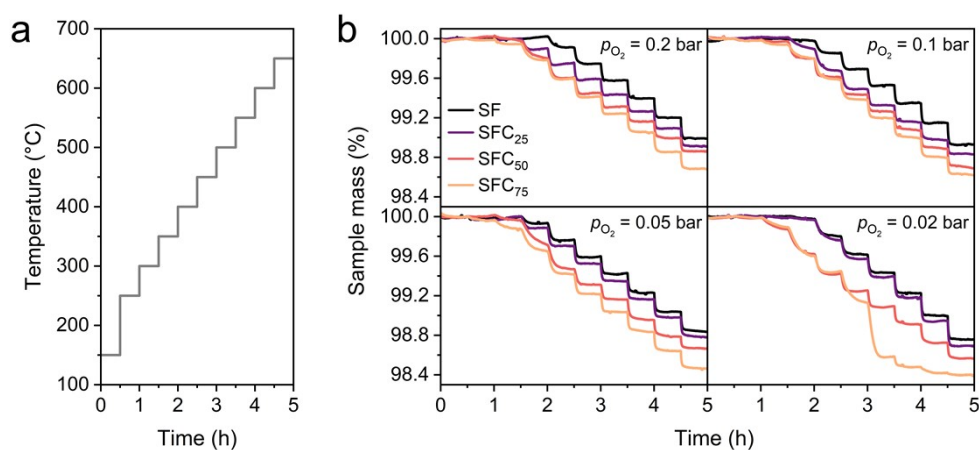 a
700
600
500
400
300
200
100
Temperature (°C)
0 1 2 3 4 5
Time (h)
b
100.0
99.6
99.2
98.8
98.4
100.0
99.6
99.2
98.8
98.4
Sample mass (%)
pO2 = 0.2 bar
pO2 = 0.1 bar
SF
SFC25
SFC50
SFC75
pO2 = 0.05 bar
pO2 = 0.02 bar
0 1 2 3 4 5 0 1 2 3 4 5
Time (h)